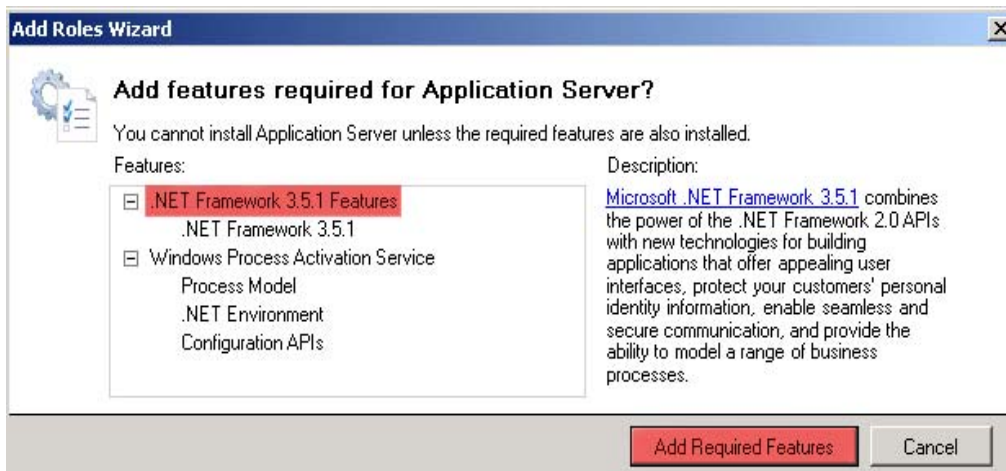 Add Roles Wizard
Add features required for Application Server?
You cannot install Application Server unless the required features are also installed.
Features:
.NET Framework 3.5.1 Features
.NET Framework 3.5.1
Windows Process Activation Service
Process Model
.NET Environment
Configuration APIs
Description:
Microsoft .NET Framework 3.5.1 combines
the power of the .NET Framework 2.0 APIs
with new technologies for building
applications that offer appealing user
interfaces, protect your customers' personal
identity information, enable seamless and
secure communication, and provide the
ability to model a range of business
processes.
Add Required Features
Cancel